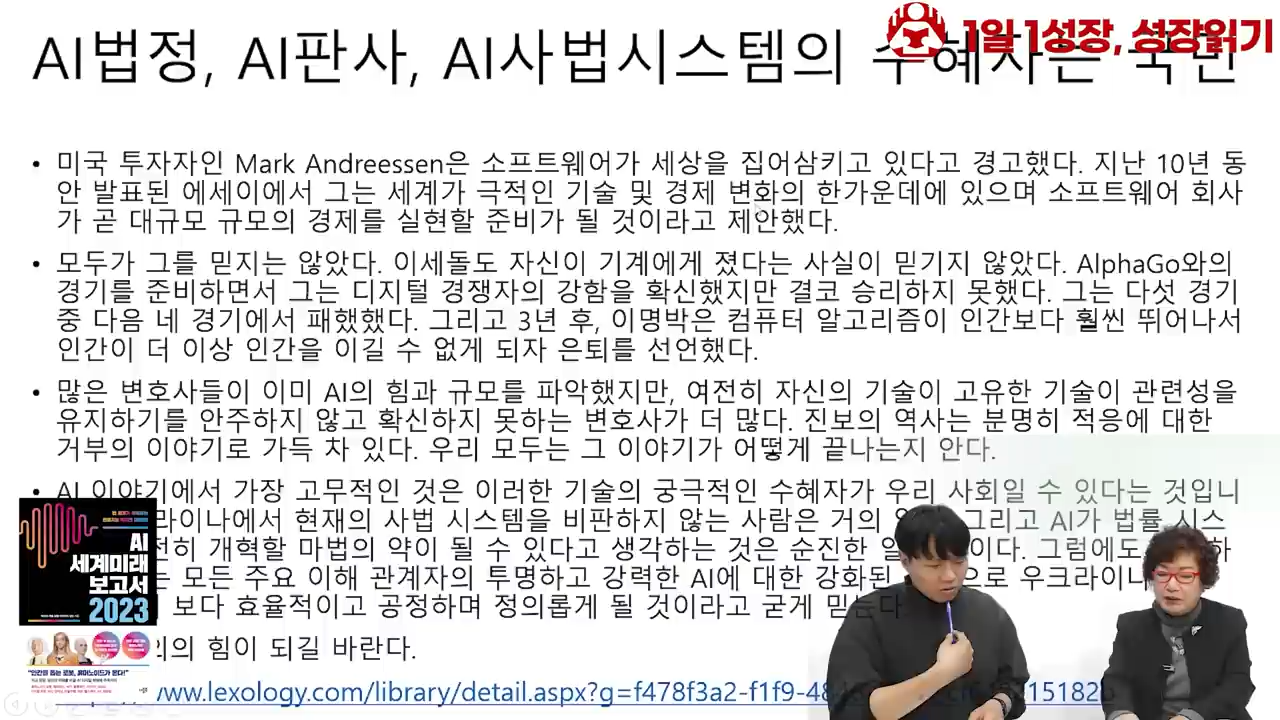 1일 1성장, 성장읽기
AI법정, AI판사, AI사법시스템의 수혜자는 국민
• 미국 투자자인 Mark Andreessen은 소프트웨어가 세상을 집어삼키고 있다고 경고했다. 지난 10년 동
안 발표된 에세이에서 그는 세계가 극적인 기술 및 경제 변화의 한가운데에 있으며 소프트웨어 회사
가 곧 대규모 규모의 경제를 실현할 준비가 될 것이라고 제안했다.
• 모두가 그를 믿지는 않았다. 이세돌도 자신이 기계에게 졌다는 사실이 믿기지 않았다. AlphaGo와의
경기를 준비하면서 그는 디지털 경쟁자의 강함을 확신했지만 결코 승리하지 못했다. 그는 다섯 경기
중 다음 네 경기에서 패했했다. 그리고 3년 후, 이명박은 컴퓨터 알고리즘이 인간보다 훨씬 뛰어나서
인간이 더 이상 인간을 이길 수 없게 되자 은퇴를 선언했다.
• 많은 변호사들이 이미 AI의 힘과 규모를 파악했지만, 여전히 자신의 기술이 고유한 기술이 관련성을
유지하기를 안주하지 않고 확신하지 못하는 변호사가 더 많다. 진보의 역사는 분명히 적응에 대한
거부의 이야기로 가득 차 있다. 우리 모두는 그 이야기가 어떻게 끝나는지 안다.
• AI 이야기에서 가장 고무적인 것은 이러한 기술의 궁극적인 수혜자가 우리 사회일 수 있다는 것입니
라이나에서 현재의 사법 시스템을 비판하지 않는 사람은 거의 그리고 AI가 법률 시스
전히 개혁할 마법의 약이 될 수 있다고 생각하는 것은 순진한 일 이다. 그럼에도
는 모든 주요 이해 관계자의 투명하고 강력한 AI에 대한 강화된 으로 우크라이나
보다 효율적이고 공정하며 정의롭게 될 것이라고 굳게 믿는다
의 힘이 되길 바란다.
www.lexology.com/library/detail.aspx?g=f478f3a2-f1f9-48
AI
세계미래
보고서
2023
"인간을 돕는 로봇, 휴머노이드가 온다!"